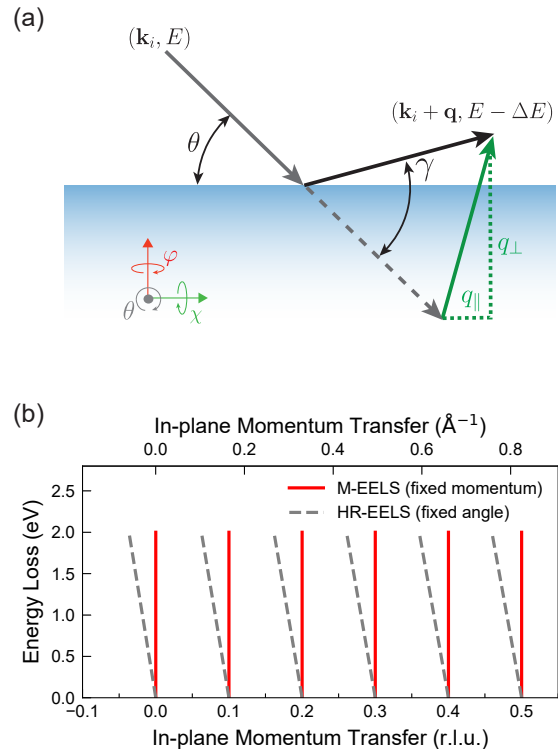 (a)
(k_i, E)
(k_i + q, E − ΔE)
θ
γ
q_⊥
q_∥
φ
θ
χ
(b)
In-plane Momentum Transfer (Å⁻¹)
0.0 0.2 0.4 0.6 0.8
M-EELS (fixed momentum)
HR-EELS (fixed angle)
Energy Loss (eV)
2.5
2.0
1.5
1.0
0.5
0.0
−0.1 0.0 0.1 0.2 0.3 0.4 0.5
In-plane Momentum Transfer (r.l.u.)